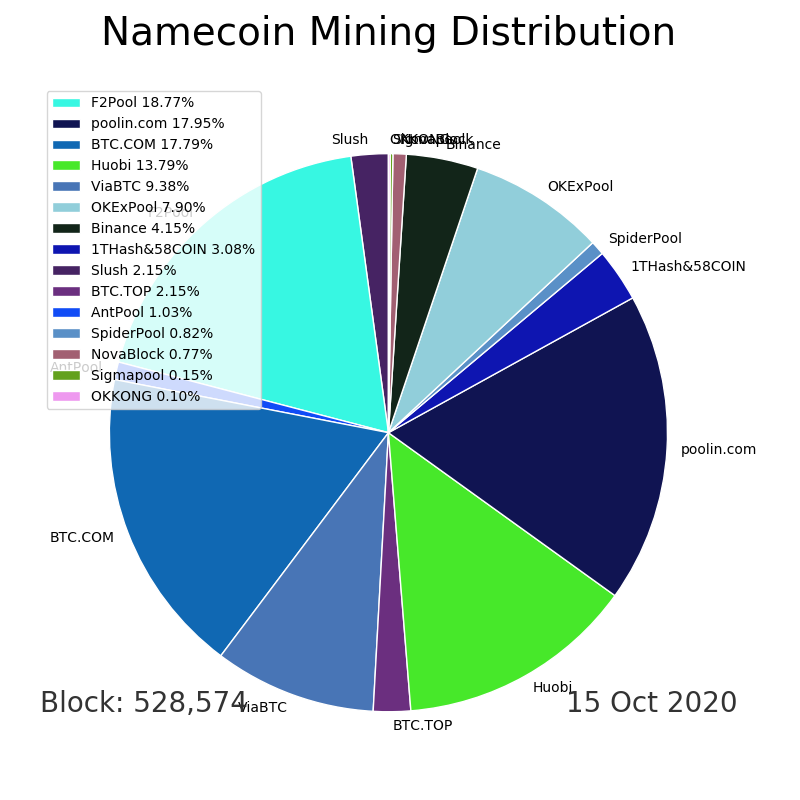 Namecoin Mining Distribution
F2Pool 18.77%
poolin.com 17.95%
BTC.COM 17.79%
Huobi 13.79%
ViaBTC 9.38%
OKExPool 7.90%
Binance 4.15%
1THash&58COIN 3.08%
Slush 2.15%
BTC.TOP 2.15%
AntPool 1.03%
SpiderPool 0.82%
NovaBlock 0.77%
Sigmapool 0.15%
OKKONG 0.10%
Slush
Binance
OKExPool
SpiderPool
1THash&58COIN
F2Pool
AntPool
poolin.com
BTC.COM
Huobi
ViaBTC
BTC.TOP
Block: 528,574
15 Oct 2020